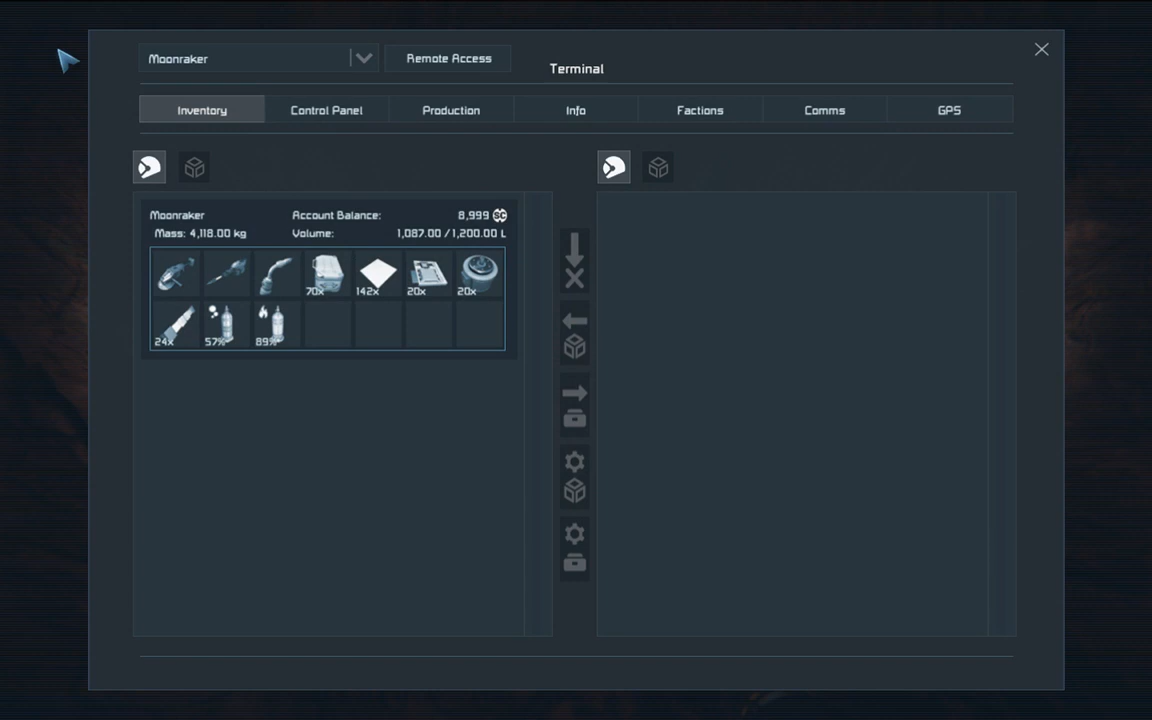 Moonraker
Remote Access
Terminal
Inventory
Control Panel
Production
Info
Factions
Comms
GPS
Moonraker
Account Balance:
8,999 SC
Mass: 4,118.00 kg
Volume:
1,087.00 / 1,200.00 L
70x
142x
20x
20x
24x
57%
89%